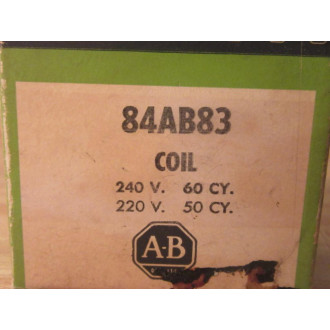 84AB83
COIL
240 V. 60 CY.
220 V. 50 CY.
A-B